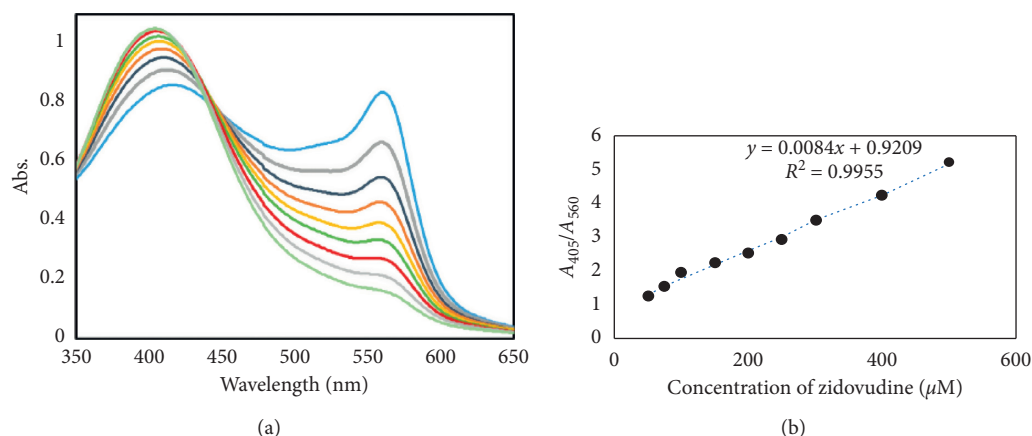 1
0.8
0.6
0.4
0.2
0
Abs.
350 400 450 500 550 600 650
Wavelength (nm)
(a)
6
5
4
3
2
1
0
A₄₀₅/A₅₆₀
y = 0.0084x + 0.9209
R² = 0.9955
0 200 400 600
Concentration of zidovudine (μM)
(b)